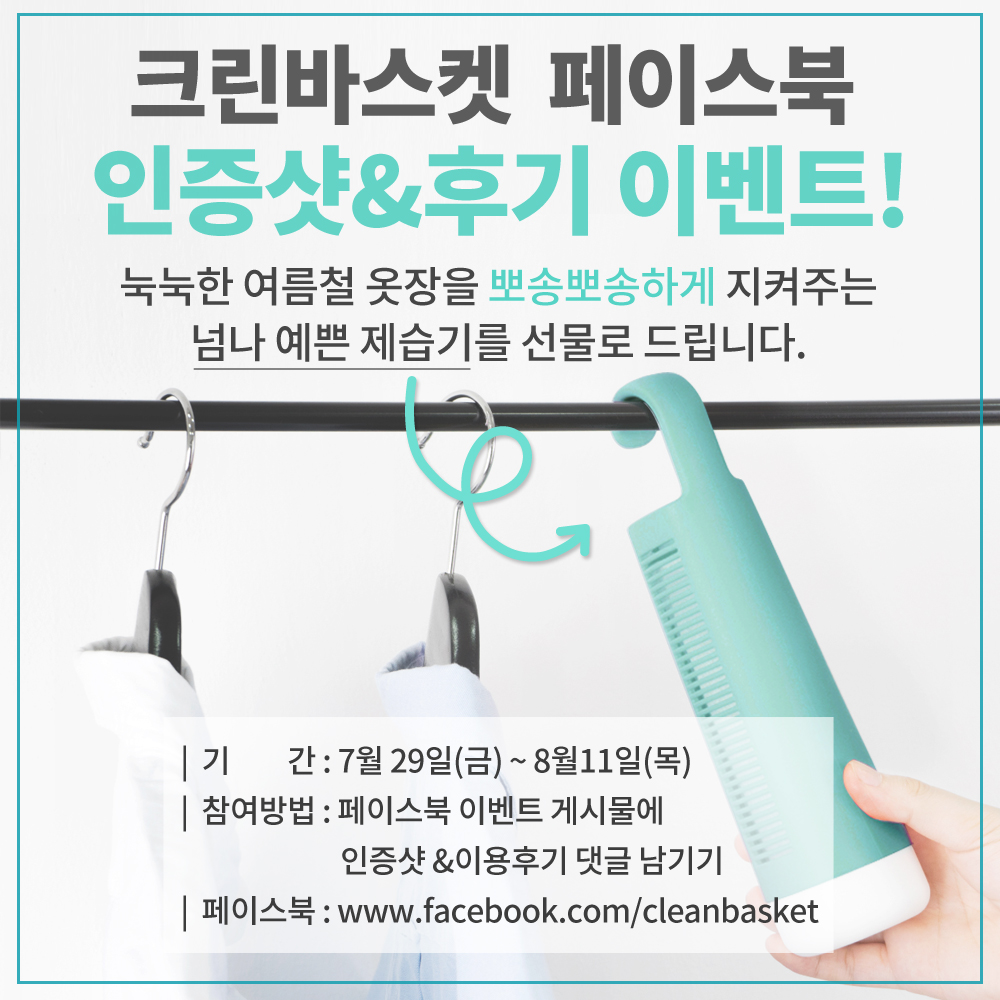 크린바스켓 페이스북
인증샷&후기 이벤트!
눅눅한 여름철 옷장을 뽀송뽀송하게 지켜주는
넘나 예쁜 제습기를 선물로 드립니다.
| 기 간 : 7월 29일(금) ~ 8월11일(목)
| 참여방법 : 페이스북 이벤트 게시물에
인증샷 &이용후기 댓글 남기기
| 페이스북 : www.facebook.com/cleanbasket